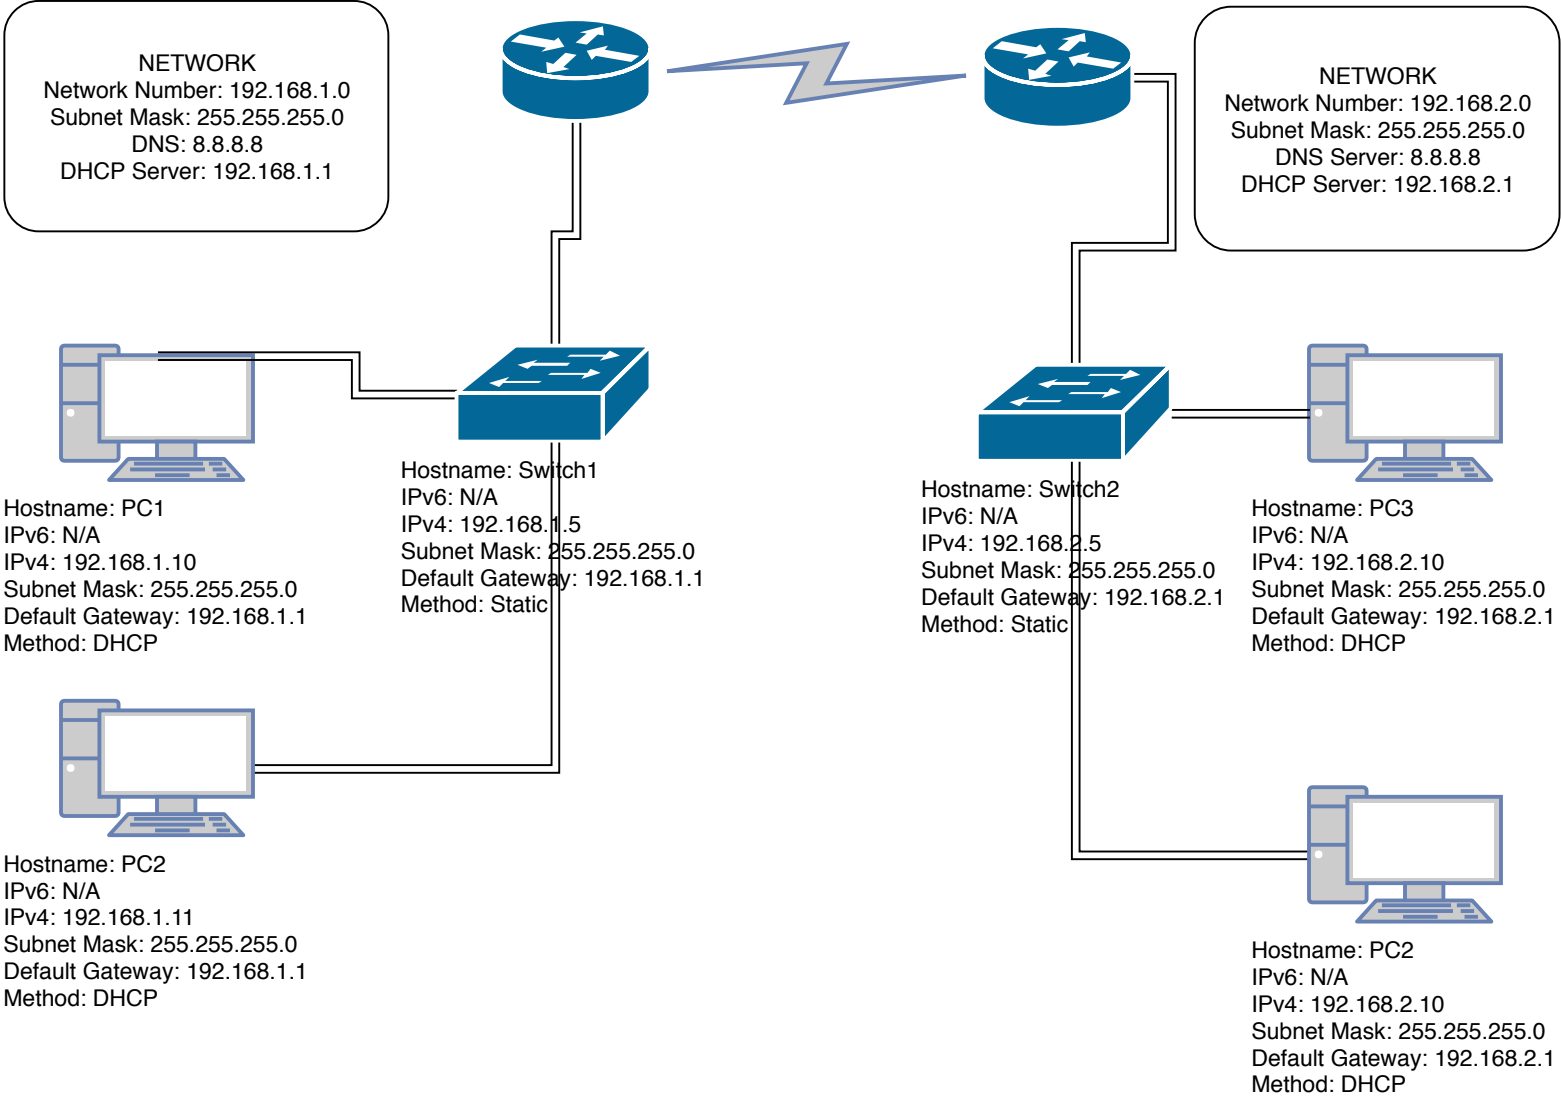 NETWORK
Network Number: 192.168.1.0
Subnet Mask: 255.255.255.0
DNS: 8.8.8.8
DHCP Server: 192.168.1.1
NETWORK
Network Number: 192.168.2.0
Subnet Mask: 255.255.255.0
DNS Server: 8.8.8.8
DHCP Server: 192.168.2.1
Hostname: PC1
IPv6: N/A
IPv4: 192.168.1.10
Subnet Mask: 255.255.255.0
Default Gateway: 192.168.1.1
Method: DHCP
Hostname: Switch1
IPv6: N/A
IPv4: 192.168.1.5
Subnet Mask: 255.255.255.0
Default Gateway: 192.168.1.1
Method: Static
Hostname: Switch2
IPv6: N/A
IPv4: 192.168.2.5
Subnet Mask: 255.255.255.0
Default Gateway: 192.168.2.1
Method: Static
Hostname: PC3
IPv6: N/A
IPv4: 192.168.2.10
Subnet Mask: 255.255.255.0
Default Gateway: 192.168.2.1
Method: DHCP
Hostname: PC2
IPv6: N/A
IPv4: 192.168.1.11
Subnet Mask: 255.255.255.0
Default Gateway: 192.168.1.1
Method: DHCP
Hostname: PC2
IPv6: N/A
IPv4: 192.168.2.10
Subnet Mask: 255.255.255.0
Default Gateway: 192.168.2.1
Method: DHCP